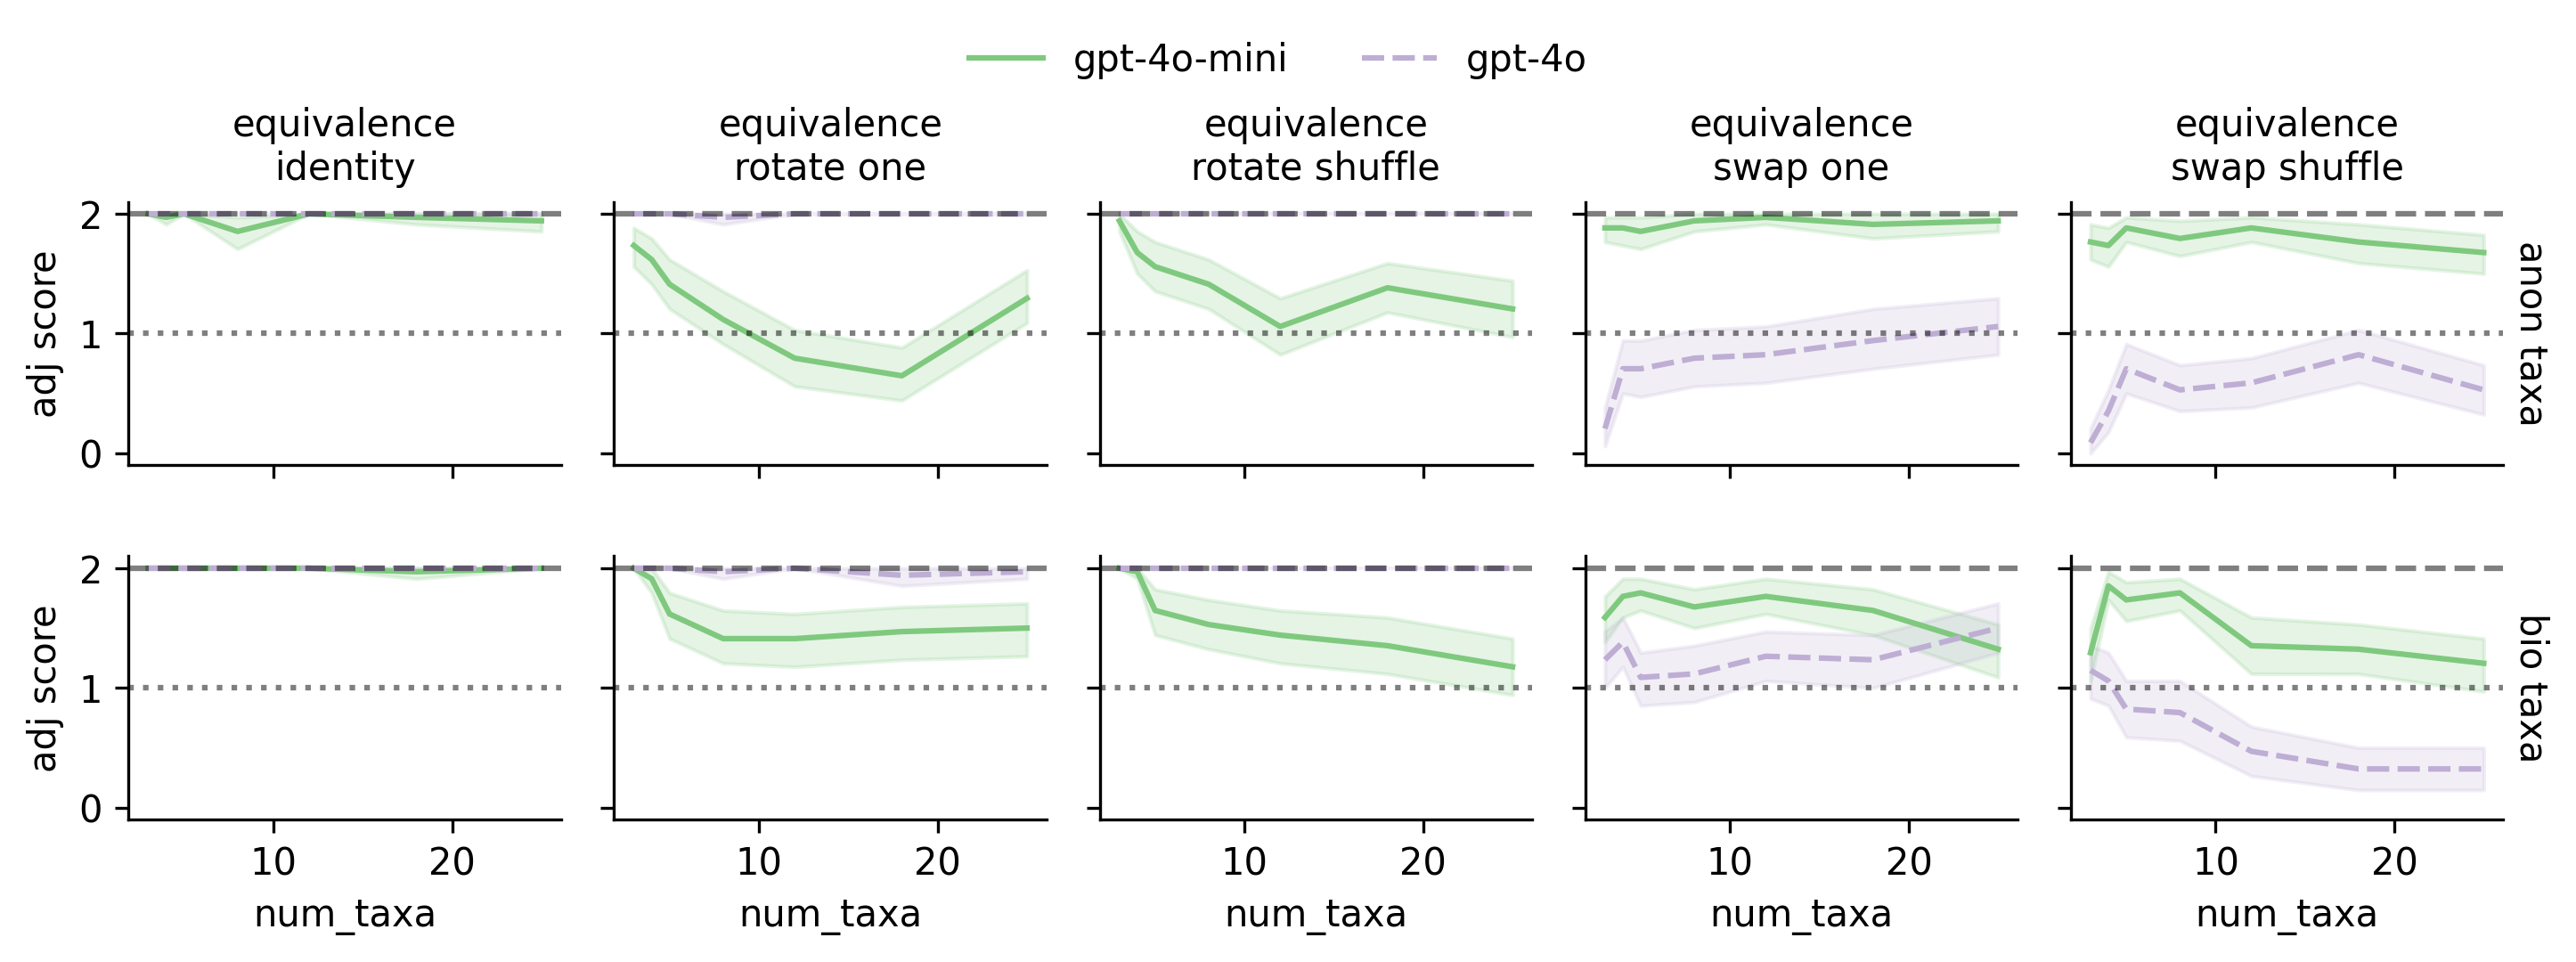 gpt-4o-mini gpt-4o
equivalence
identity
equivalence
rotate one
equivalence
rotate shuffle
equivalence
swap one
equivalence
swap shuffle
adj score
2
1
0
anon taxa
adj score
2
1
0
bio taxa
10 20
10 20
10 20
10 20
10 20
num_taxa
num_taxa
num_taxa
num_taxa
num_taxa